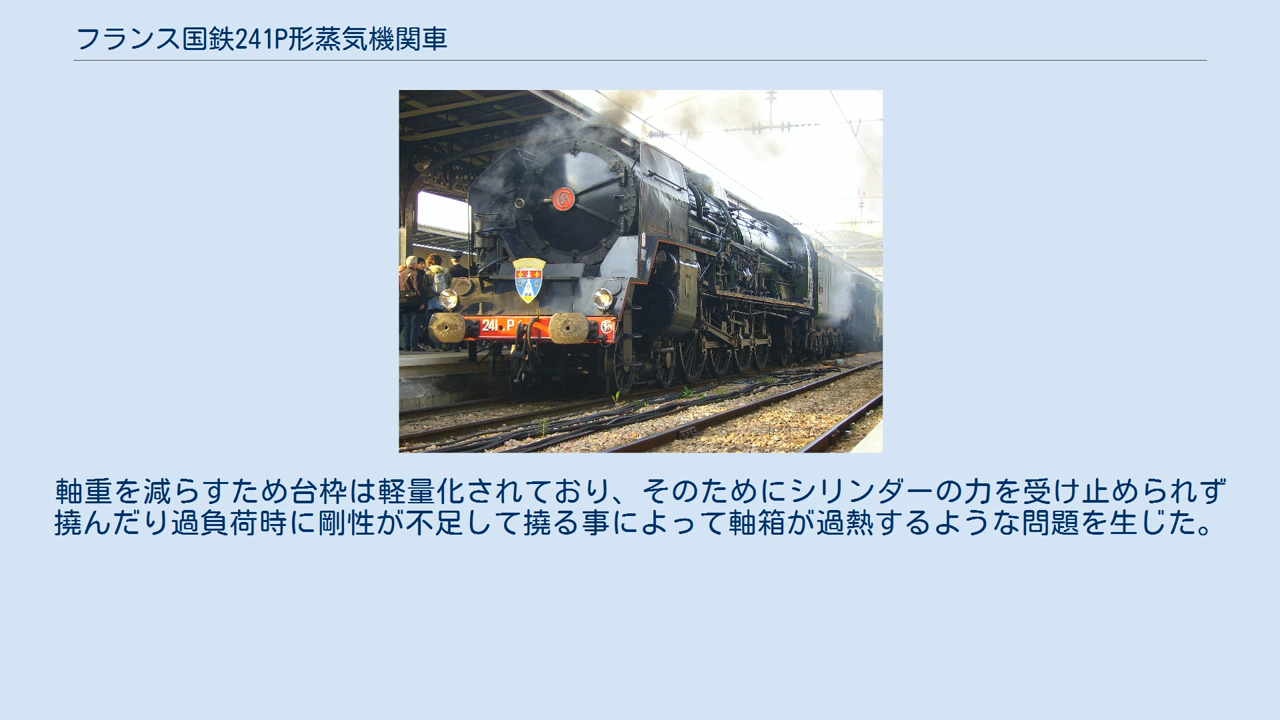 フランス国鉄241P形蒸気機関車
241 P
軸重を減らすため台枠は軽量化されており、そのためにシリンダーの力を受け止められず
撓んだり過負荷時に剛性が不足して撓る事によって軸箱が過熱するような問題を生じた。